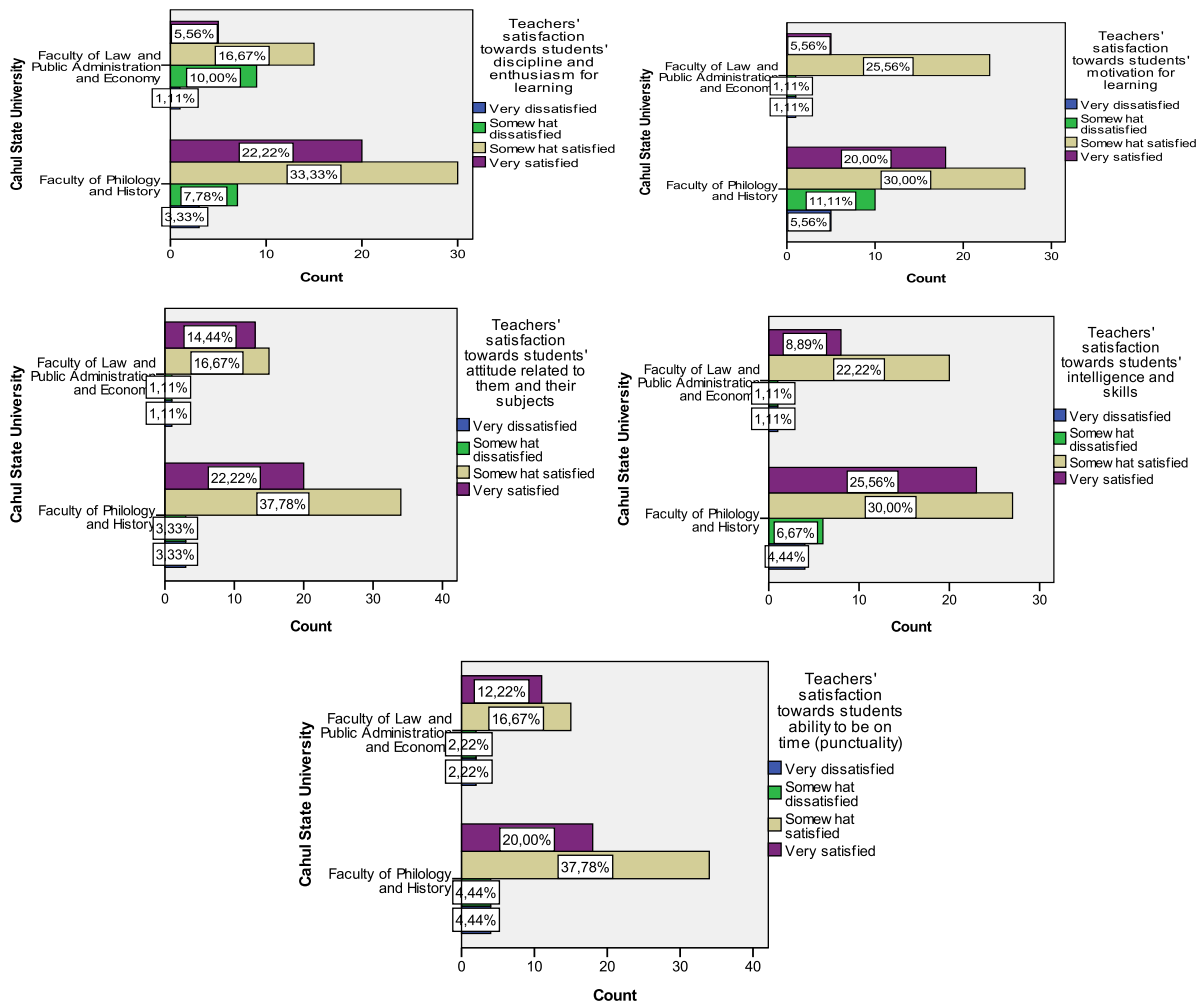 Cahul State University
Faculty of Law and
Public Administration
and Economy
5,56%
16,67%
10,00%
1,11%
Faculty of Philology
and History
22,22%
33,33%
7,78%
3,33%
0 10 20 30
Count
Teachers'
satisfaction
towards students'
discipline and
enthusiasm for
learning
Very dissatisfied
Somew hat
dissatisfied
Somew hat satisfied
Very satisfied
Cahul State University
Faculty of Law and
Public Administration
and Econom
5,56%
25,56%
1,11%
1,11%
Faculty of Philology
and History
20,00%
30,00%
11,11%
5,56%
0 10 20 30
Count
Teachers'
satisfaction
towards students'
motivation for
learning
Very dissatisfied
Somew hat
dissatisfied
Somew hat satisfied
Very satisfied
Cahul State University
Faculty of Law and
Public Administration
and Econom
14,44%
16,67%
1,11%
1,11%
Faculty of Philology
and History
22,22%
37,78%
3,33%
3,33%
0 10 20 30 40
Count
Teachers'
satisfaction
towards students'
attitude related to
them and their
subjects
Very dissatisfied
Somew hat
dissatisfied
Somew hat satisfied
Very satisfied
Cahul State University
Faculty of Law and
Public Administration
and Econom
8,89%
22,22%
1,11%
1,11%
Faculty of Philology
and History
25,56%
30,00%
6,67%
4,44%
0 10 20 30
Count
Teachers'
satisfaction
towards students'
intelligence and
skills
Very dissatisfied
Somew hat
dissatisfied
Somew hat satisfied
Very satisfied
Cahul State University
Faculty of Law and
Public Administration
and Econom
12,22%
16,67%
2,22%
2,22%
Faculty of Philology
and History
20,00%
37,78%
4,44%
4,44%
0 10 20 30 40
Count
Teachers'
satisfaction
towards students
ability to be on
time (punctuality)
Very dissatisfied
Somew hat
dissatisfied
Somew hat
satisfied
Very satisfied